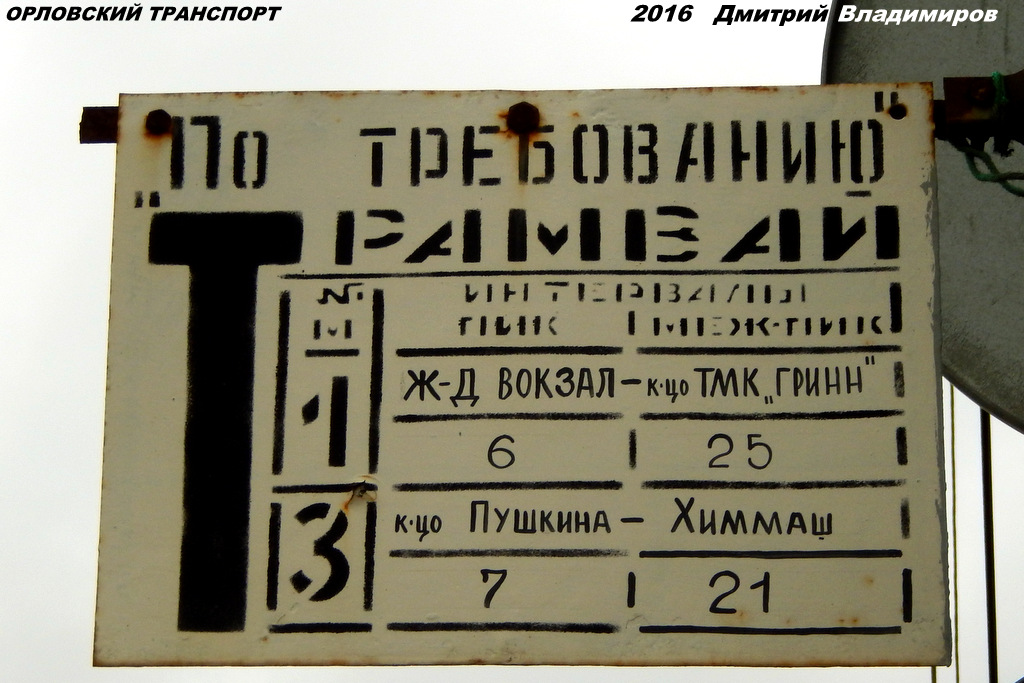 ОРЛОВСКИЙ ТРАНСПОРТ
2016 Дмитрий Владимиров
"По ТРЕБОВАНИЮ"
ТРАМВАЙ
№ ИНТЕРВАЛЫ
М ПИК МЕЖ-ПИК
1 Ж-Д ВОКЗАЛ – к-цо ТМК „ГРИНН"
6 25
3 к-цо ПУШКИНА – ХИММАШ
7 21